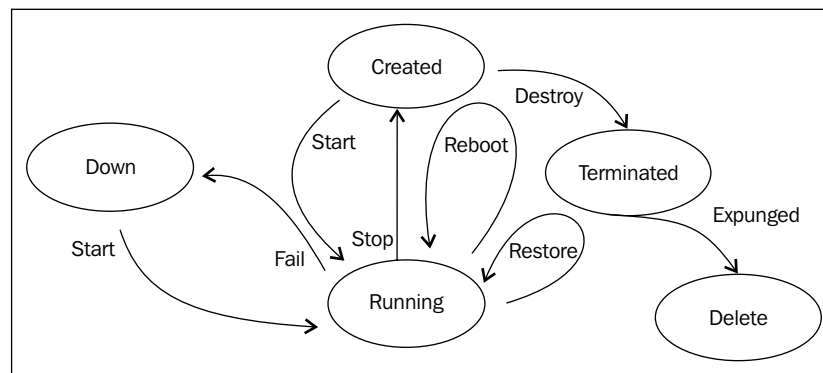 Created
Destroy
Start
Reboot
Down
Terminated
Expunged
Start
Fail
Stop
Restore
Running
Delete